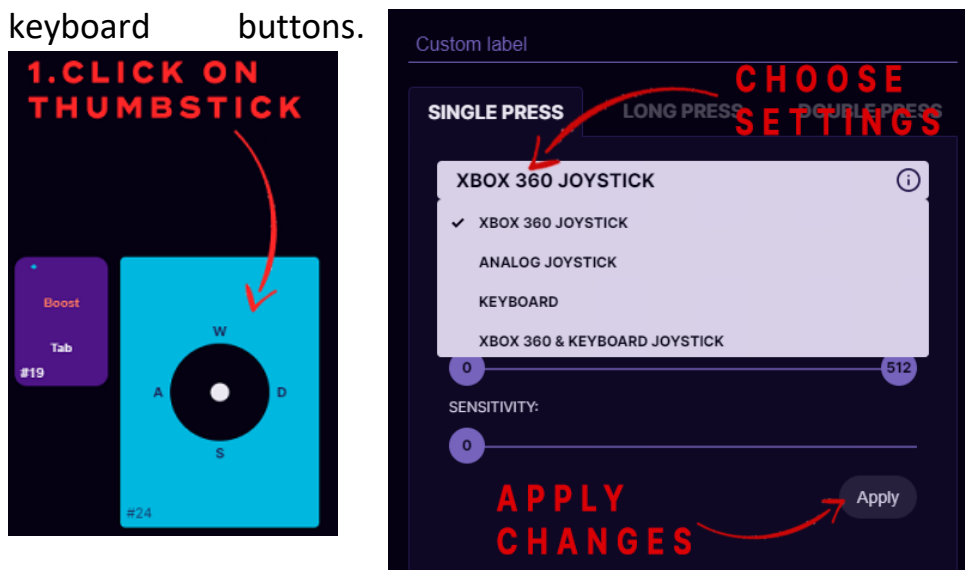 keyboard buttons.
1.CLICK ON
THUMBSTICK
Boost
Tab
#19
W
A
D
S
#24
Custom label
CHOOSE
SETTINGS
SINGLE PRESS
LONG PRESS
DOUBLE PRESS
XBOX 360 JOYSTICK
XBOX 360 JOYSTICK
ANALOG JOYSTICK
KEYBOARD
XBOX 360 & KEYBOARD JOYSTICK
0
512
SENSITIVITY:
0
APPLY
CHANGES
Apply